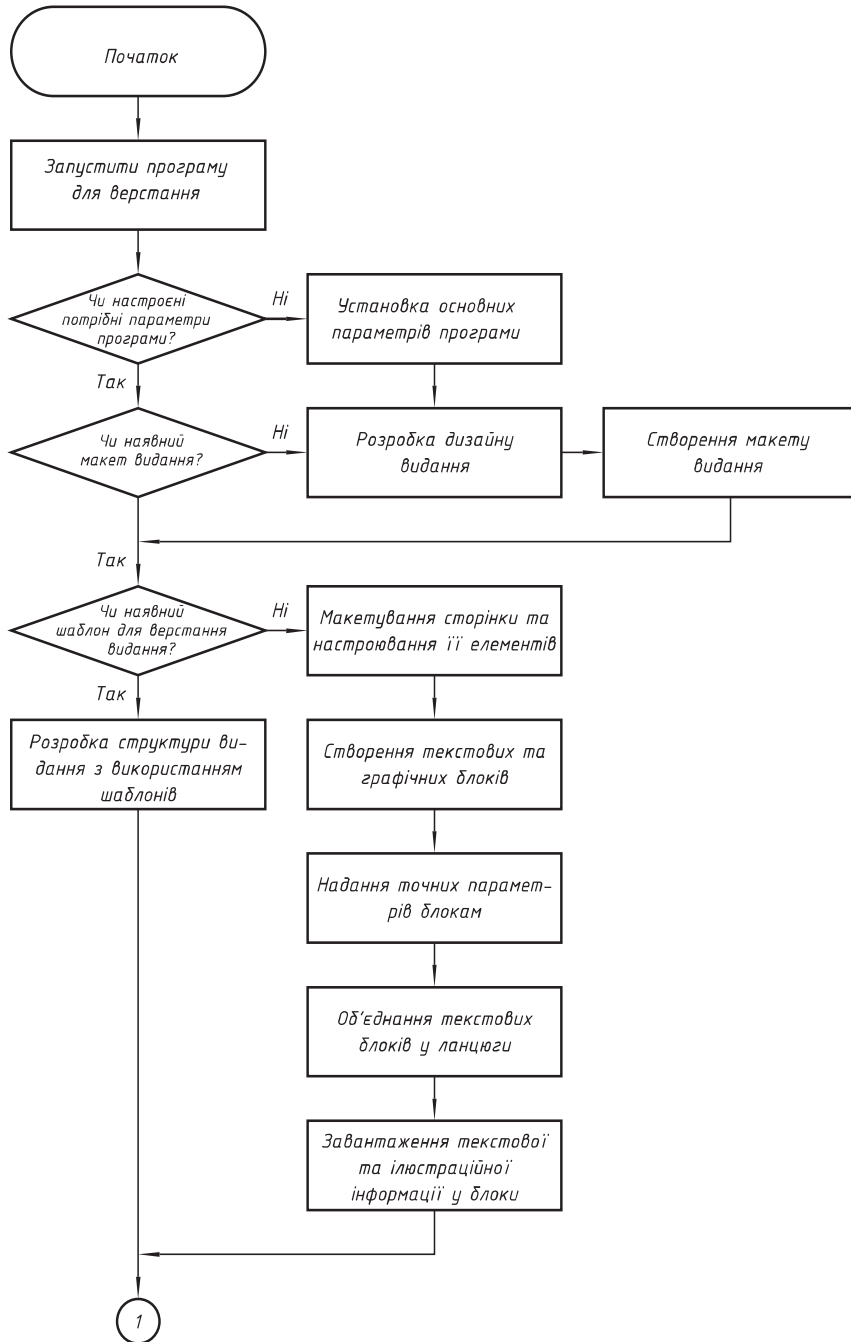 Початок
Запустити програму
для верстання
Чи настроєні
потрібні параметри
програми?
Ні
Установка основних
параметрів програми
Так
Чи наявний
макет видання?
Ні
Розробка дизайну
видання
Створення макету
видання
Так
Чи наявний
шаблон для верстання
видання?
Ні
Макетування сторінки та
настроювання її елементів
Так
Розробка структури ви-
дання з використанням
шаблонів
Створення текстових та
графічних блоків
Надання точних парамет-
рів блокам
Об'єднання текстових
блоків у ланцюги
Завантаження текстової
та ілюстраційної
інформації у блоки
1